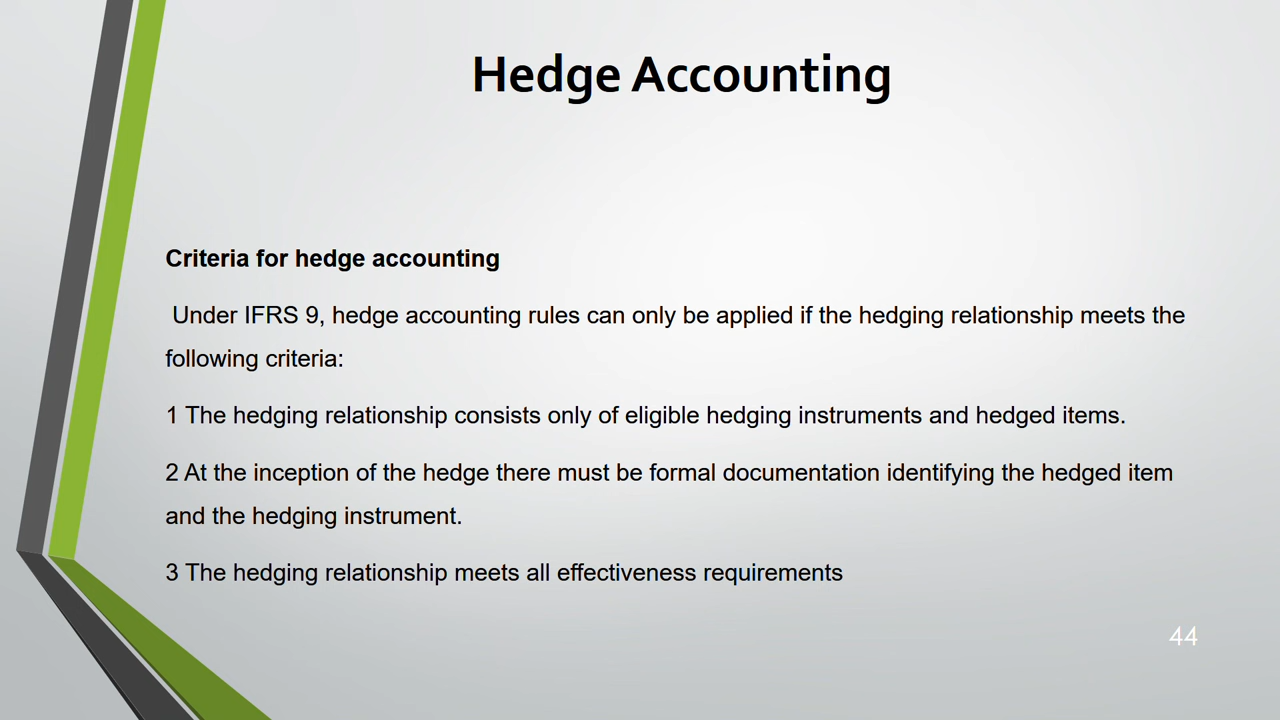 Hedge Accounting
Criteria for hedge accounting
Under IFRS 9, hedge accounting rules can only be applied if the hedging relationship meets the
following criteria:
1 The hedging relationship consists only of eligible hedging instruments and hedged items.
2 At the inception of the hedge there must be formal documentation identifying the hedged item
and the hedging instrument.
3 The hedging relationship meets all effectiveness requirements
44